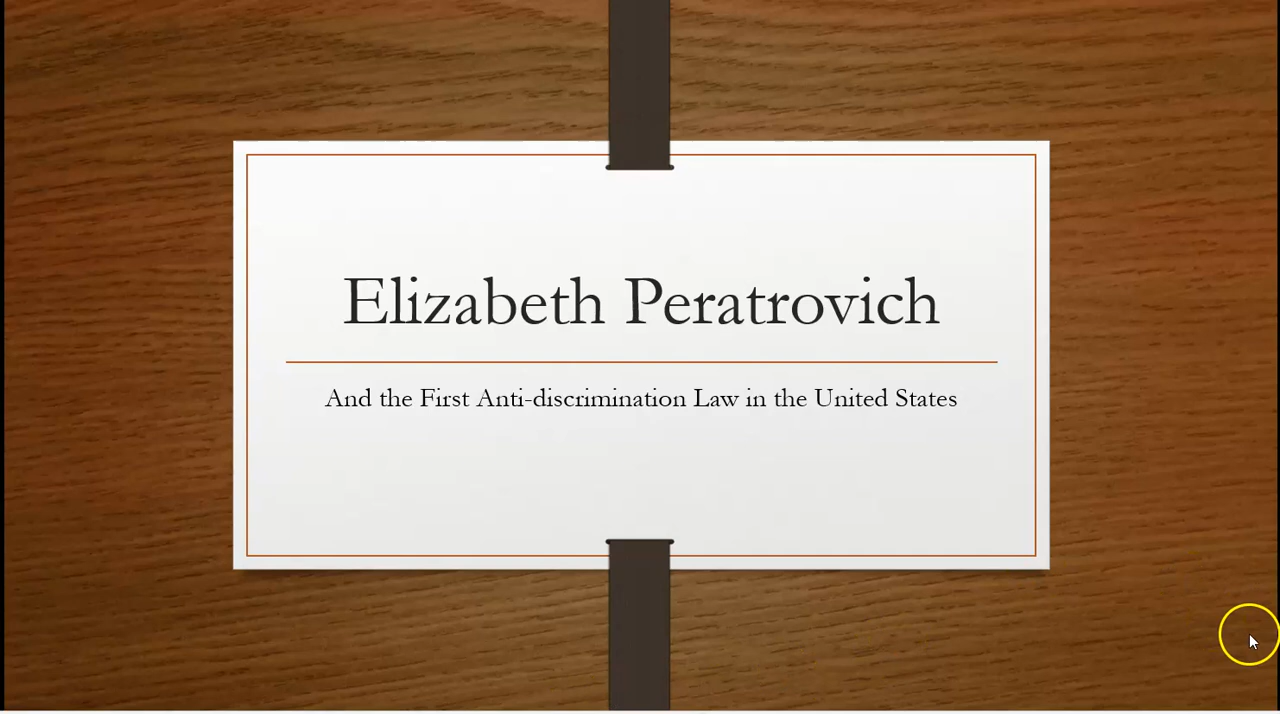 Elizabeth Peratrovich
And the First Anti-discrimination Law in the United States